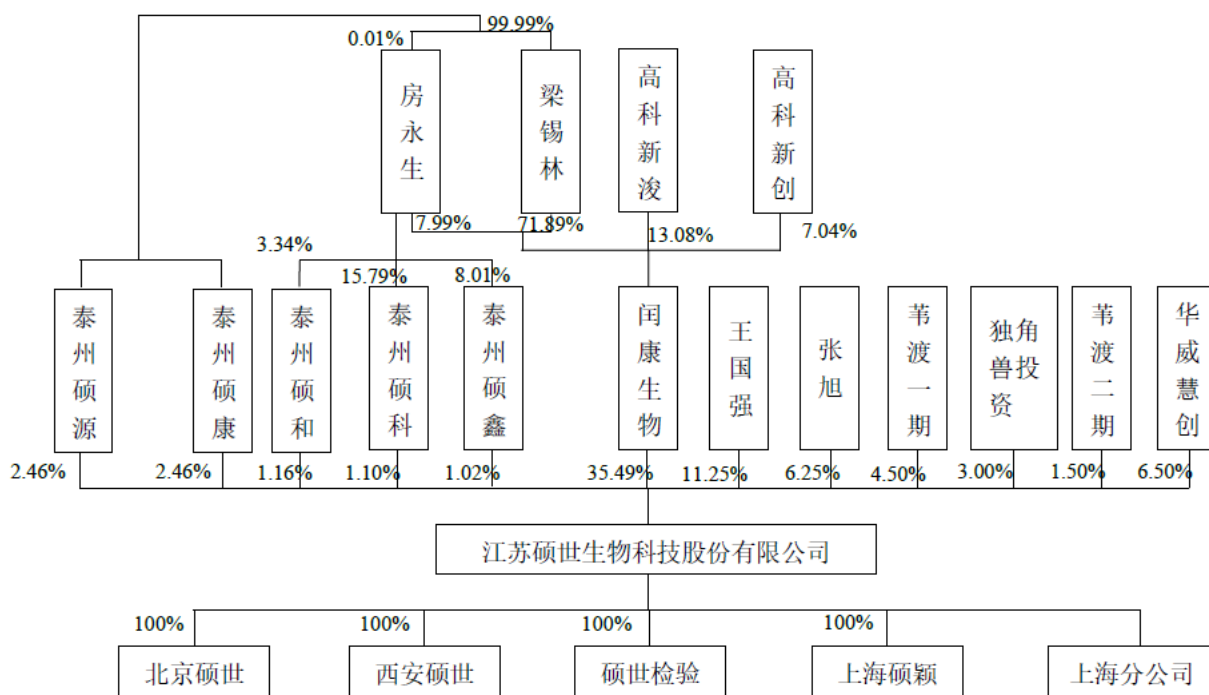 99.99%
0.01%
房永生
梁锡林
高科新浚
高科新创
7.99%
71.89%
13.08%
7.04%
3.34%
15.79%
8.01%
泰州硕源
泰州硕康
泰州硕和
泰州硕科
泰州硕鑫
闰康生物
王国强
张旭
苇渡一期
独角
兽投
资
苇渡二期
华威慧创
2.46%
2.46%
1.16%
1.10%
1.02%
35.49%
11.25%
6.25%
4.50%
3.00%
1.50%
6.50%
江苏硕世生物科技股份有限公司
100%
100%
100%
100%
北京硕世
西安硕世
硕世检验
上海硕颖
上海分公司